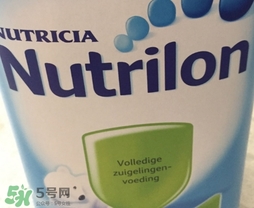 NUTRICIA
Nutrilon
Volledige
zuigelingen-
voeding
5号网